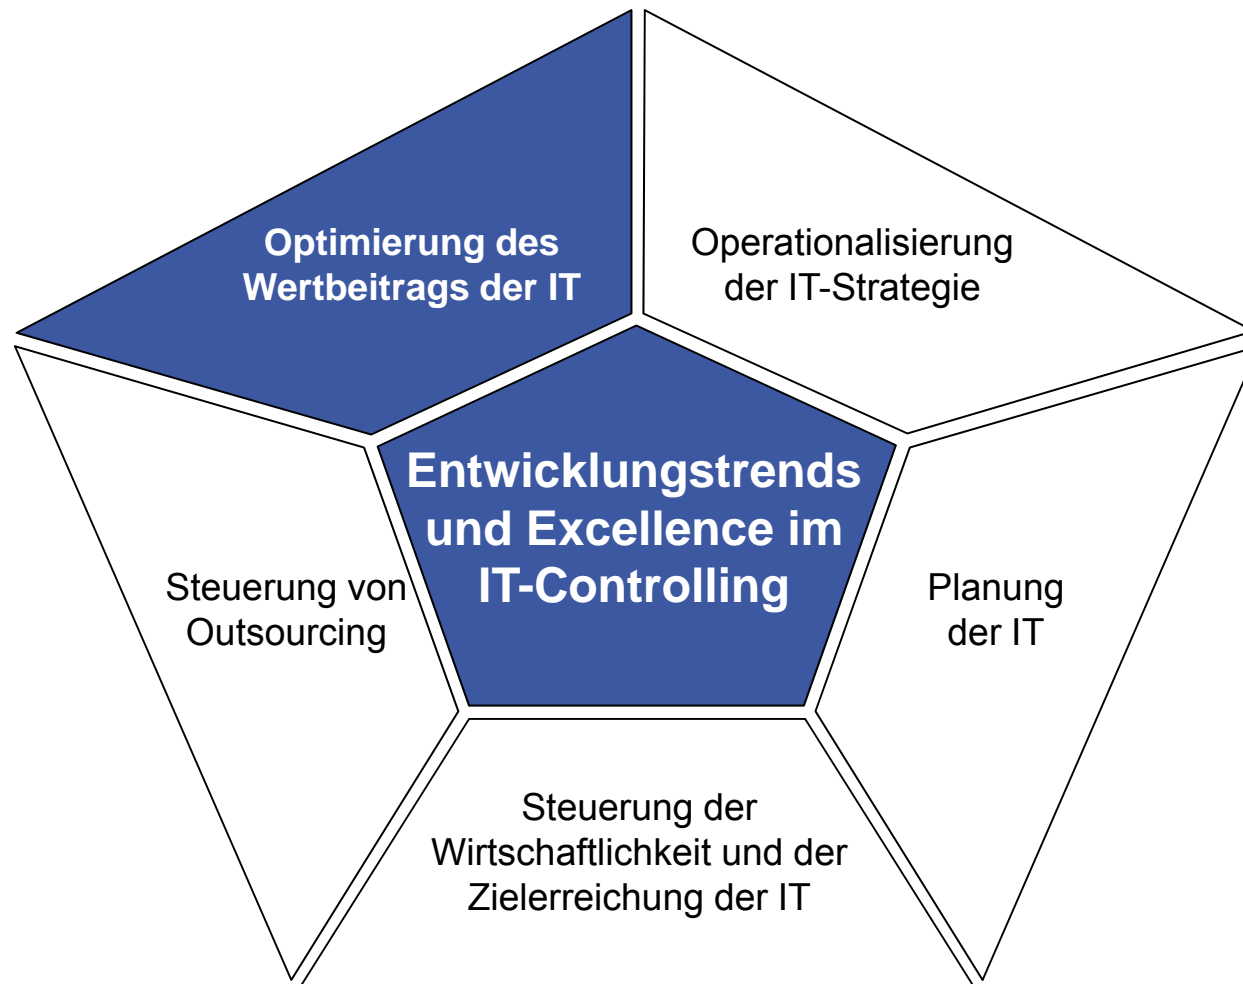 Optimierung des
Wertbeitrags der IT
Operationalisierung
der IT-Strategie
Entwicklungstrends
und Excellence im
IT-Controlling
Steuerung von
Outsourcing
Planung
der IT
Steuerung der
Wirtschaftlichkeit und der
Zielerreichung der IT